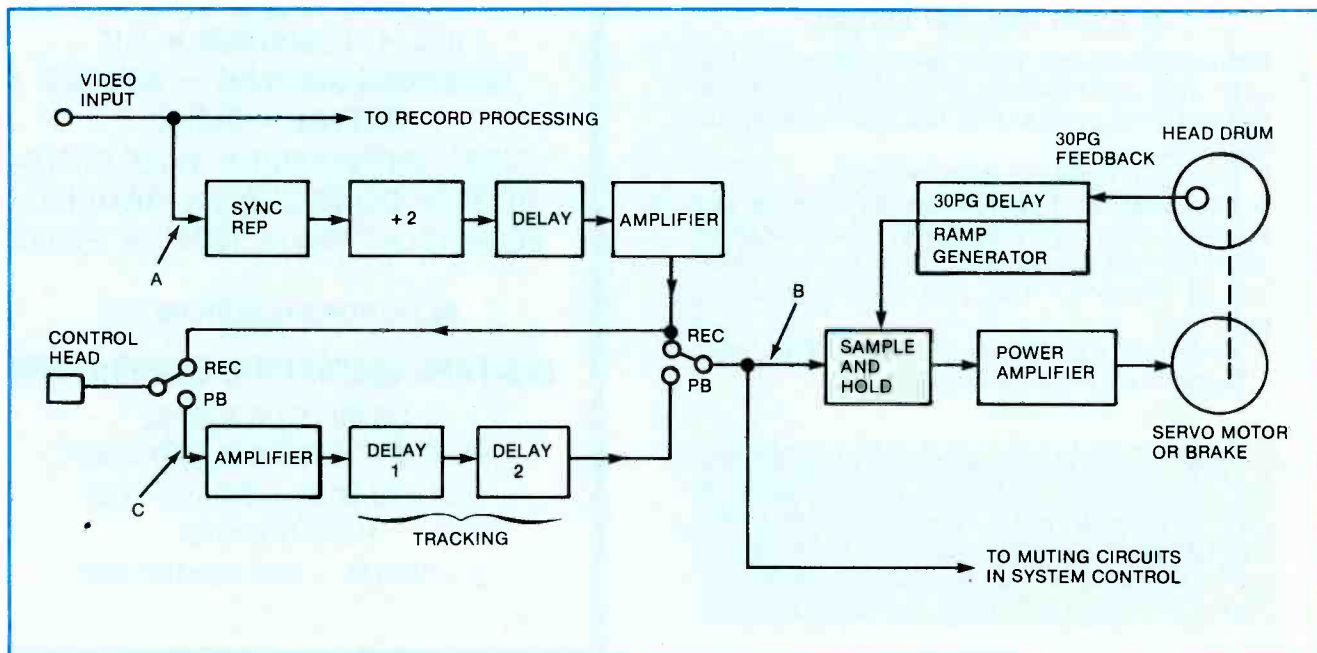 VIDEO
INPUT
TO RECORD PROCESSING
30PG
FEEDBACK
HEAD DRUM
SYNC
REP
+2
DELAY
AMPLIFIER
30PG DELAY
RAMP
GENERATOR
A
B
CONTROL
HEAD
REC
PB
REC
PB
SAMPLE
AND
HOLD
POWER
AMPLIFIER
SERVO MOTOR
OR BRAKE
C
AMPLIFIER
DELAY
1
DELAY
2
TRACKING
TO MUTING CIRCUITS
IN SYSTEM CONTROL